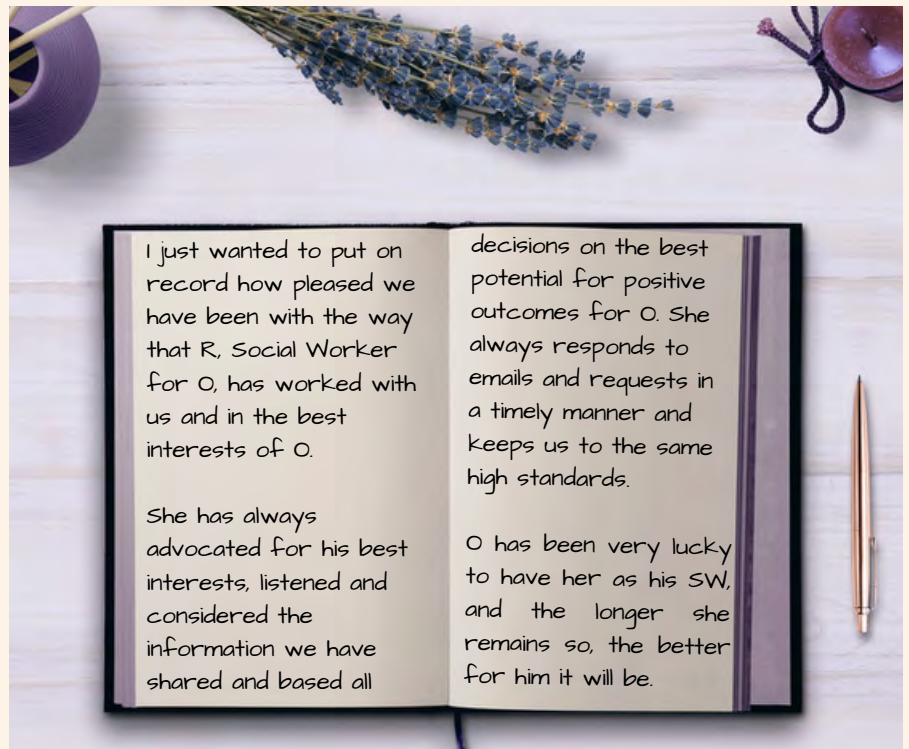 I just wanted to put on
record how pleased we
have been with the way
that R, Social Worker
for O, has worked with
us and in the best
interests of O.

She has always
advocated for his best
interests, listened and
considered the
information we have
shared and based all
decisions on the best
potential for positive
outcomes for O. She
always responds to
emails and requests in
a timely manner and
keeps us to the same
high standards.

O has been very lucky
to have her as his SW,
and the longer she
remains so, the better
for him it will be.